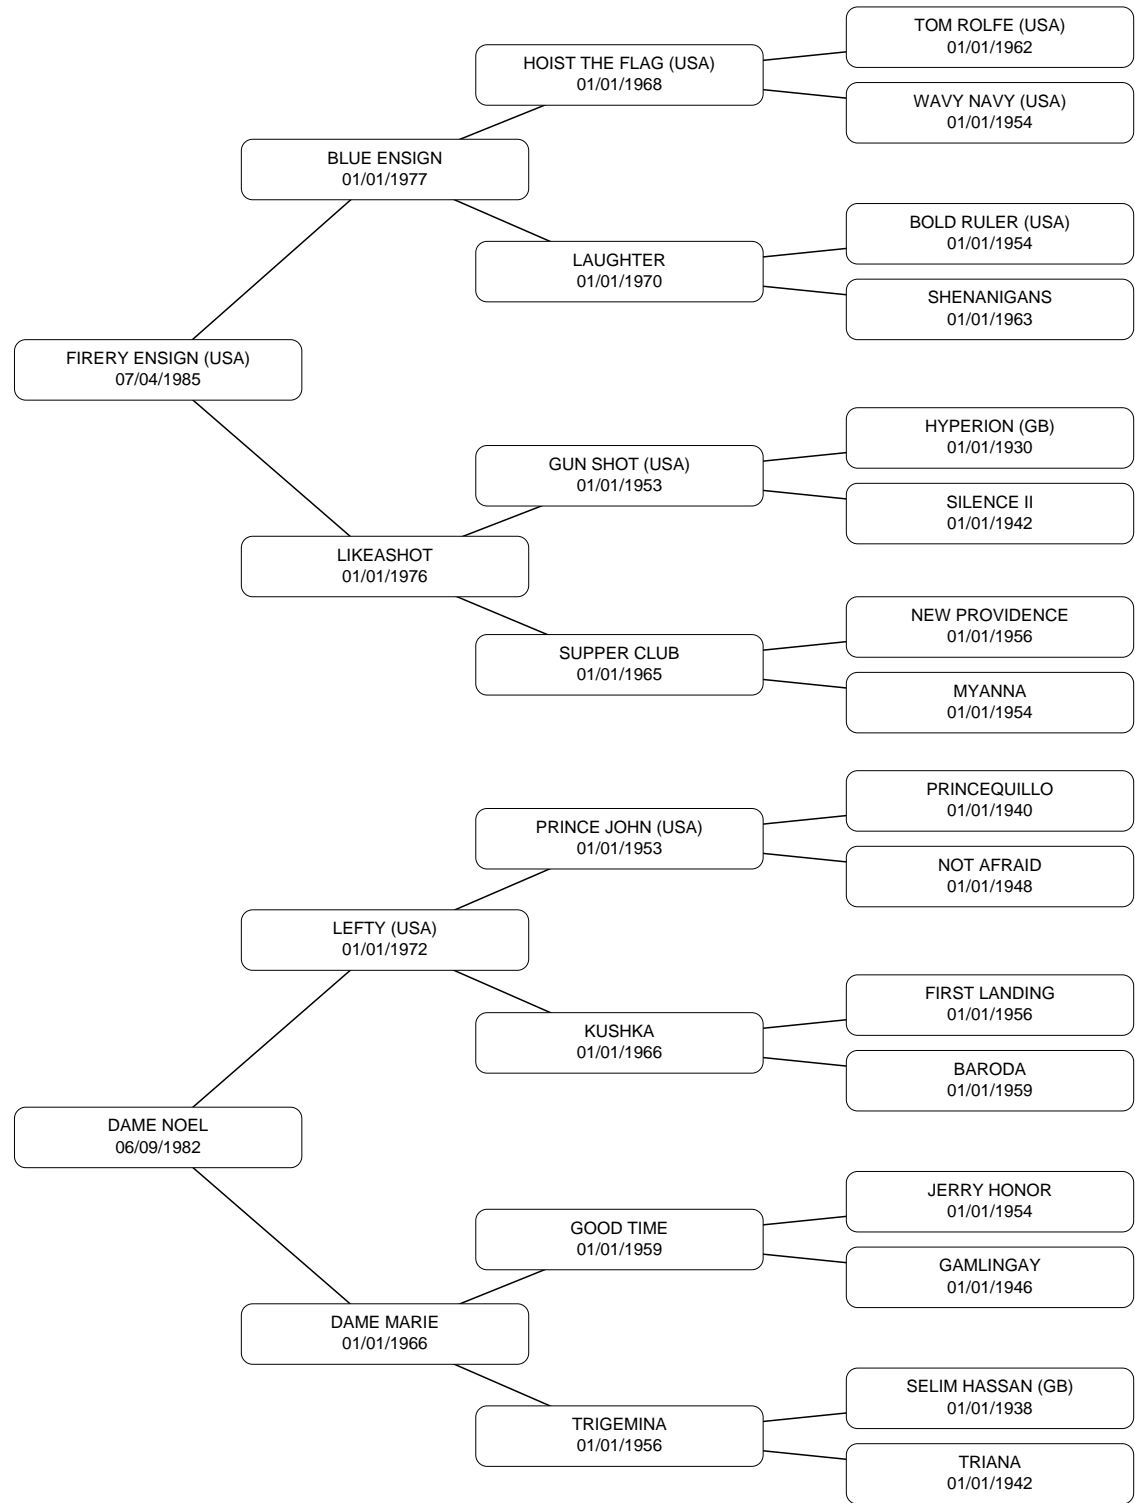 TOM ROLFE (USA)
01/01/1962
HOIST THE FLAG (USA)
01/01/1968
WAVY NAVY (USA)
01/01/1954
BLUE ENSIGN
01/01/1977
BOLD RULER (USA)
01/01/1954
LAUGHTER
01/01/1970
SHENANIGANS
01/01/1963
FIRERY ENSIGN (USA)
07/04/1985
HYPERION (GB)
01/01/1930
GUN SHOT (USA)
01/01/1953
SILENCE II
01/01/1942
LIKEASHOT
01/01/1976
NEW PROVIDENCE
01/01/1956
SUPPER CLUB
01/01/1965
MYANNA
01/01/1954
PRINCEQUILLO
01/01/1940
PRINCE JOHN (USA)
01/01/1953
NOT AFRAID
01/01/1948
LEFTY (USA)
01/01/1972
FIRST LANDING
01/01/1956
KUSHKA
01/01/1966
BARODA
01/01/1959
DAME NOEL
06/09/1982
JERRY HONOR
01/01/1954
GOOD TIME
01/01/1959
GAMLINGAY
01/01/1946
DAME MARIE
01/01/1966
SELIM HASSAN (GB)
01/01/1938
TRIGEMINA
01/01/1956
TRIANA
01/01/1942